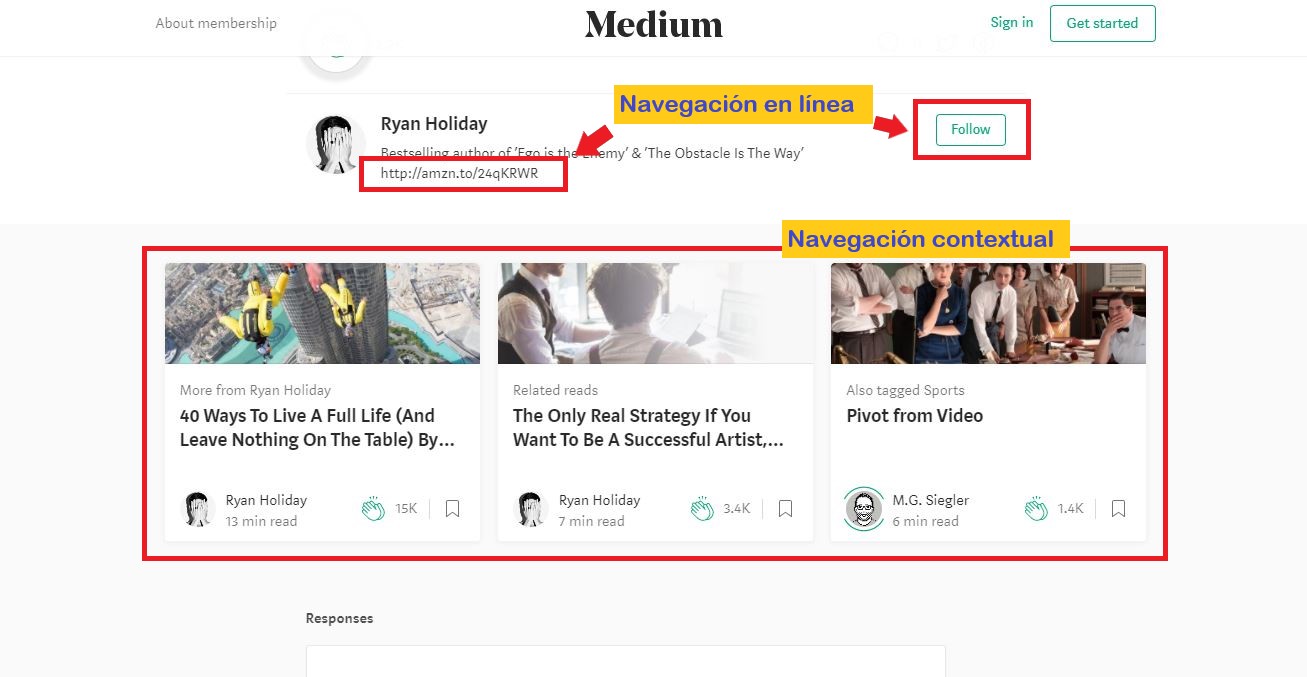 About membership
Medium
Sign in
Get started
Navegación en línea
Ryan Holiday
Follow
Bestselling author of ‘Ego is the Enemy’ & ‘The Obstacle Is The Way’
http://amzn.to/24qKRWR
Navegación contextual
More from Ryan Holiday
40 Ways To Live A Full Life (And
Leave Nothing On The Table) By…
Ryan Holiday
13 min read
15K
Related reads
The Only Real Strategy If You
Want To Be A Successful Artist,…
Ryan Holiday
7 min read
3.4K
Also tagged Sports
Pivot from Video
M.G. Siegler
6 min read
1.4K
Responses